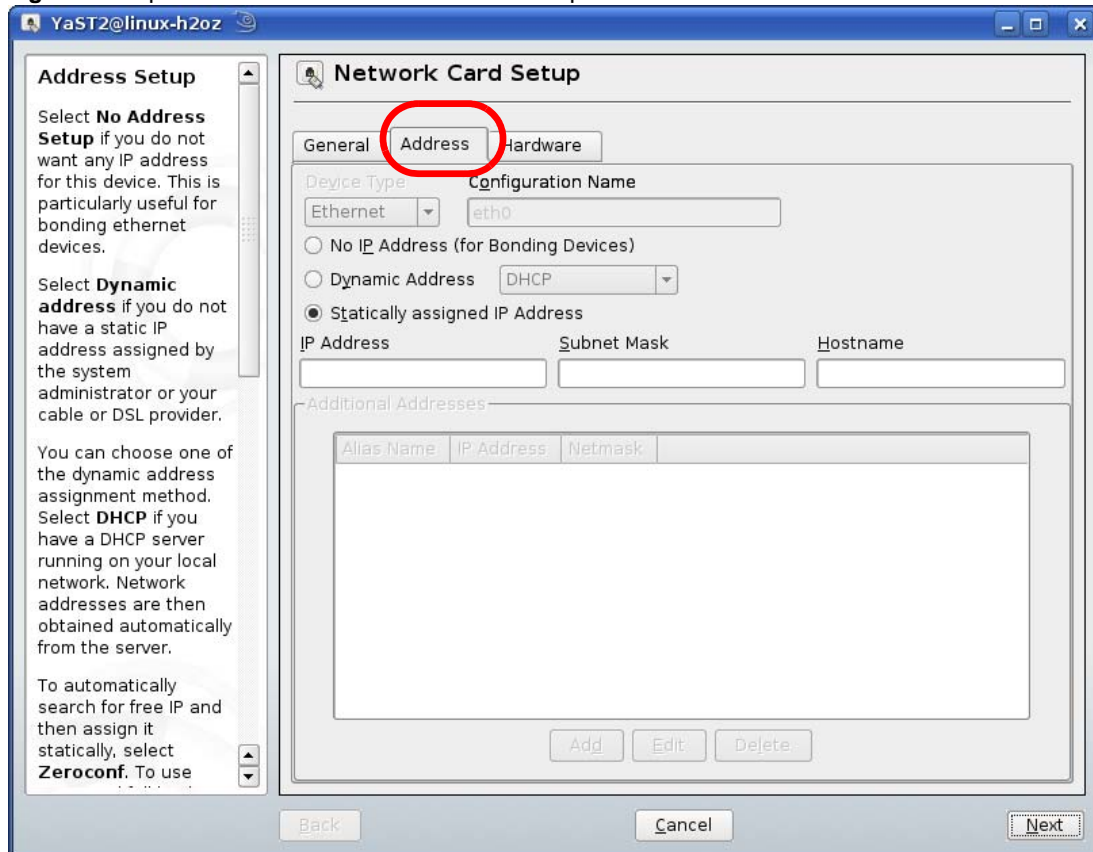 YaST2@linux-h2oz
Address Setup
Select No Address
Setup if you do not
want any IP address
for this device. This is
particularly useful for
bonding ethernet
devices.
Select Dynamic
address if you do not
have a static IP
address assigned by
the system
administrator or your
cable or DSL provider.
You can choose one of
the dynamic address
assignment method.
Select DHCP if you
have a DHCP server
running on your local
network. Network
addresses are then
obtained automatically
from the server.
To automatically
search for free IP and
then assign it
statically, select
Zeroconf. To use
Network Card Setup
General Address Hardware
Device Type Configuration Name
Ethernet eth0
No IP Address (for Bonding Devices)
Dynamic Address DHCP
Statically assigned IP Address
IP Address Subnet Mask Hostname
Additional Addresses
Alias Name IP Address Netmask
Add Edit Delete
Back Cancel Next